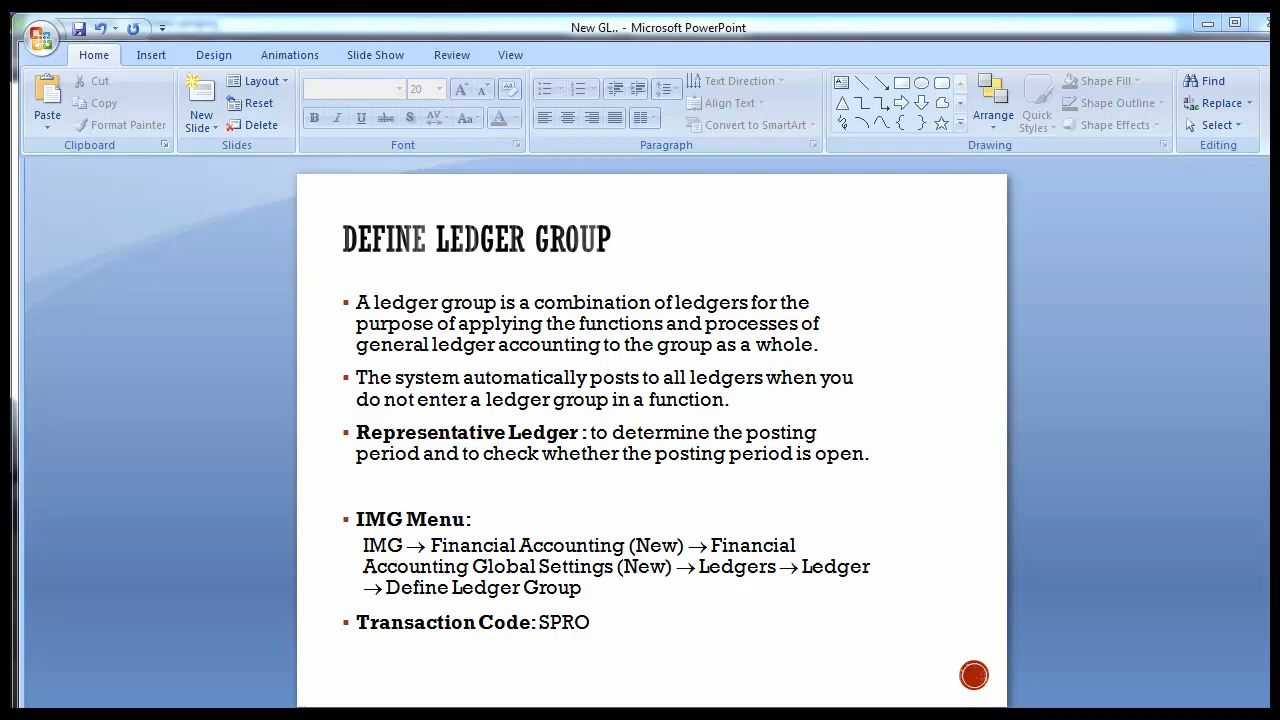 New GL.. - Microsoft PowerPoint
Home Insert Design Animations Slide Show Review View
Paste
Cut
Copy
Format Painter
Clipboard
New
Slide
Layout
Reset
Delete
Slides
20
B I U abc S AV Aa A
Font
Text Direction
Align Text
Convert to SmartArt
Paragraph
Arrange
Quick
Styles
Shape Fill
Shape Outline
Shape Effects
Drawing
Find
Replace
Select
Editing
DEFINE LEDGER GROUP
▪ A ledger group is a combination of ledgers for the
purpose of applying the functions and processes of
general ledger accounting to the group as a whole.
▪ The system automatically posts to all ledgers when you
do not enter a ledger group in a function.
▪ Representative Ledger : to determine the posting
period and to check whether the posting period is open.
▪ IMG Menu:
IMG → Financial Accounting (New) → Financial
Accounting Global Settings (New) → Ledgers → Ledger
→ Define Ledger Group
▪ Transaction Code: SPRO